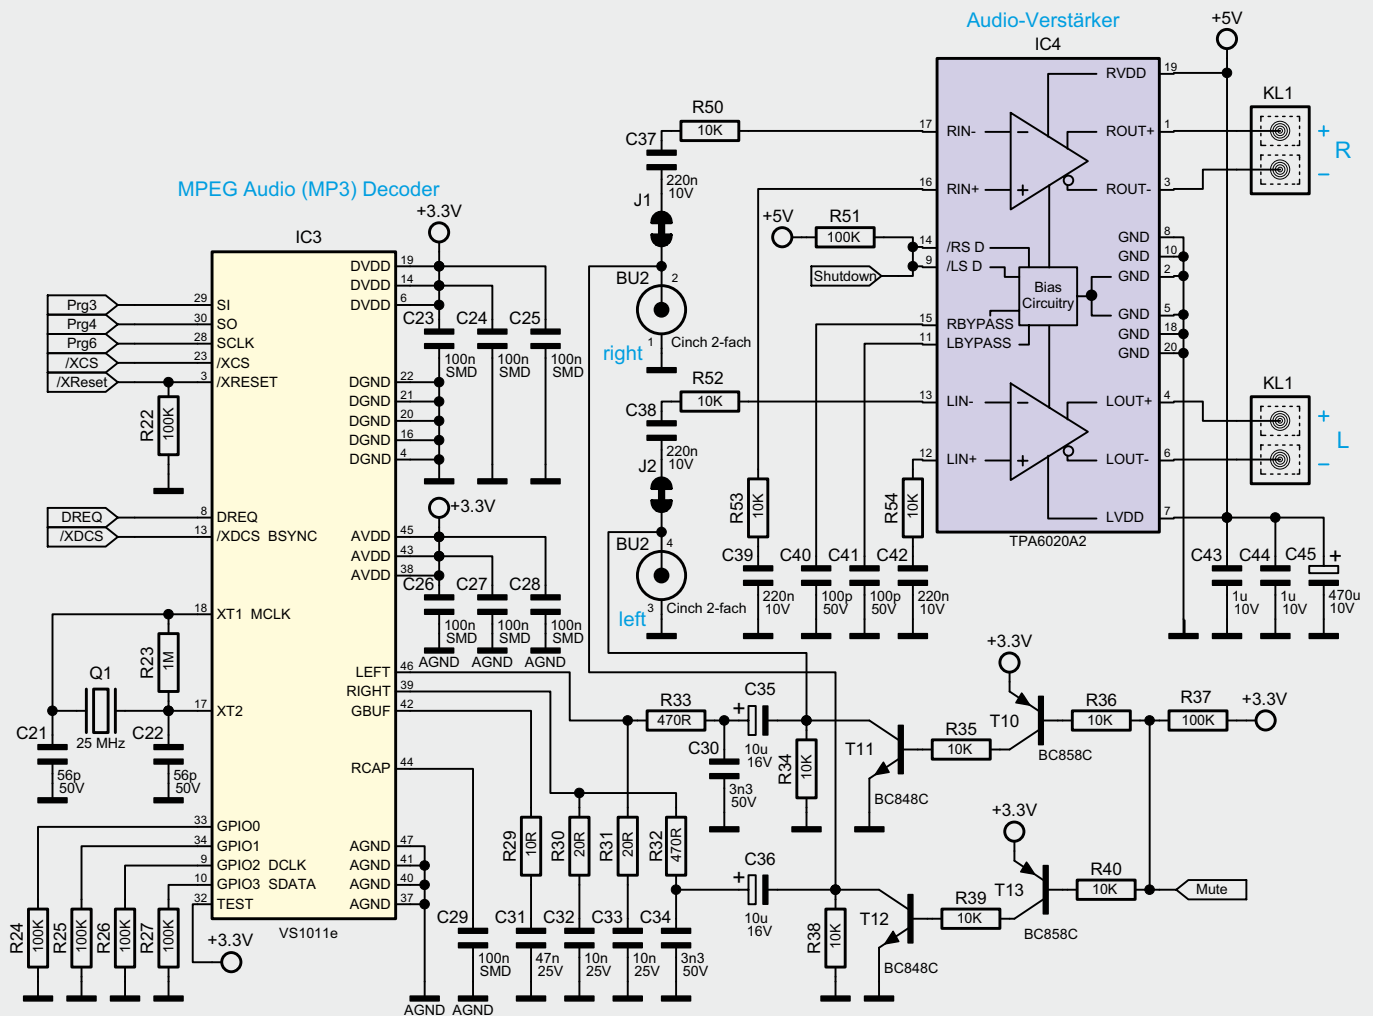 Audio-Verstärker
IC4
+5V
RVDD 19
KL1
R50
10K
C37
220n
10V
17 RIN-
ROUT+ 1
+
R
16 RIN+
ROUT- 3
−
MPEG Audio (MP3) Decoder
+3.3V
IC3
J1
+5V
R51
100K
14 /RS D
9 /LS D
Shutdown
Bias
Circuitry
GND 8
GND 10
GND 2
GND 5
GND 18
GND 20
15 RBYPASS
11 LBYPASS
BU2
2
1
Cinch 2-fach
right
DVDD 19
DVDD 14
DVDD 6
Prg3 29 SI
Prg4 30 SO
Prg6 28 SCLK
/XCS 23 /XCS
/XReset 3 /XRESET
C23
100n
SMD
C24
100n
SMD
C25
100n
SMD
DGND 22
DGND 21
DGND 20
DGND 16
DGND 4
R22
100K
R52
10K
C38
220n
10V
J2
13 LIN-
LOUT+ 4
12 LIN+
LOUT- 6
KL1
+
L
−
LVDD 7
TPA6020A2
DREQ 8 DREQ
/XDCS 13 /XDCS BSYNC
+3.3V
AVDD 45
AVDD 43
AVDD 38
C26
100n
SMD
C27
100n
SMD
C28
100n
SMD
AGND AGND AGND
BU2
4
3
Cinch 2-fach
left
R53
10K
C39
220n
10V
C40
100p
50V
C41
100p
50V
R54
10K
C42
220n
10V
C43
1u
10V
C44
1u
10V
C45
+
470u
10V
18 XT1 MCLK
R23
1M
Q1
25 MHz
17 XT2
C21
56p
50V
C22
56p
50V
LEFT 46
RIGHT 39
GBUF 42
RCAP 44
R33
470R
C35
+
10u
16V
C30
3n3
50V
R34
10K
T11
BC848C
R35
10K
+3.3V
T10
BC858C
R36
10K
R37
100K
+3.3V
33 GPIO0
34 GPIO1
9 GPIO2 DCLK
10 GPIO3 SDATA
32 TEST
AGND 47
AGND 41
AGND 40
AGND 37
VS1011e
+3.3V
R24
100K
R25
100K
R26
100K
R27
100K
C29
100n
SMD
AGND AGND
R29
10R
R30
20R
R31
20R
R32
470R
C31
47n
25V
C32
10n
25V
C33
10n
25V
C34
3n3
50V
C36
+
10u
16V
R38
10K
T12
BC848C
R39
10K
+3.3V
T13
BC858C
R40
10K
Mute